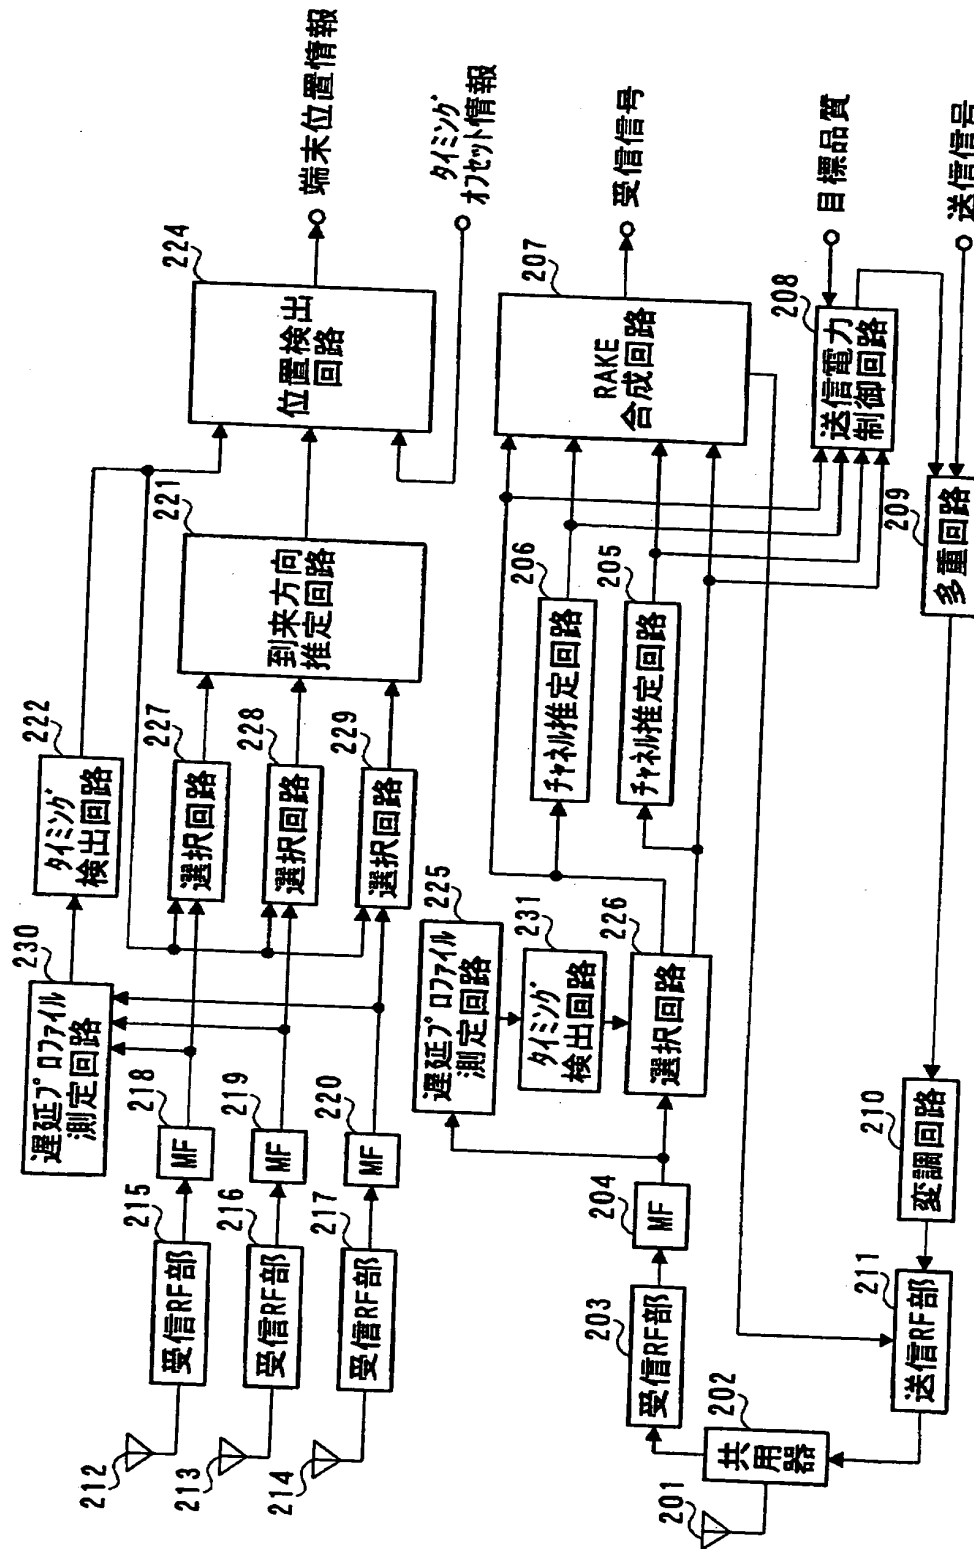 212
213
214
215
受信RF部
216
受信RF部
217
受信RF部
218
MF
219
MF
220
MF
230
遅延プロファイル
測定回路
222
タイミング
検出回路
227
選択回路
228
選択回路
229
選択回路
221
到来方向
推定回路
224
位置検出
回路
端末位置情報
タイミング
オフセット情報
201
202
共用器
203
受信RF部
204
MF
225
遅延プロファイル
測定回路
231
タイミング
検出回路
226
選択回路
206
チャネル推定回路
205
チャネル推定回路
207
RAKE
合成回路
受信信号
208
送信電力
制御回路
目標品質
209
多重回路
送信信号
210
変調回路
211
送信RF部